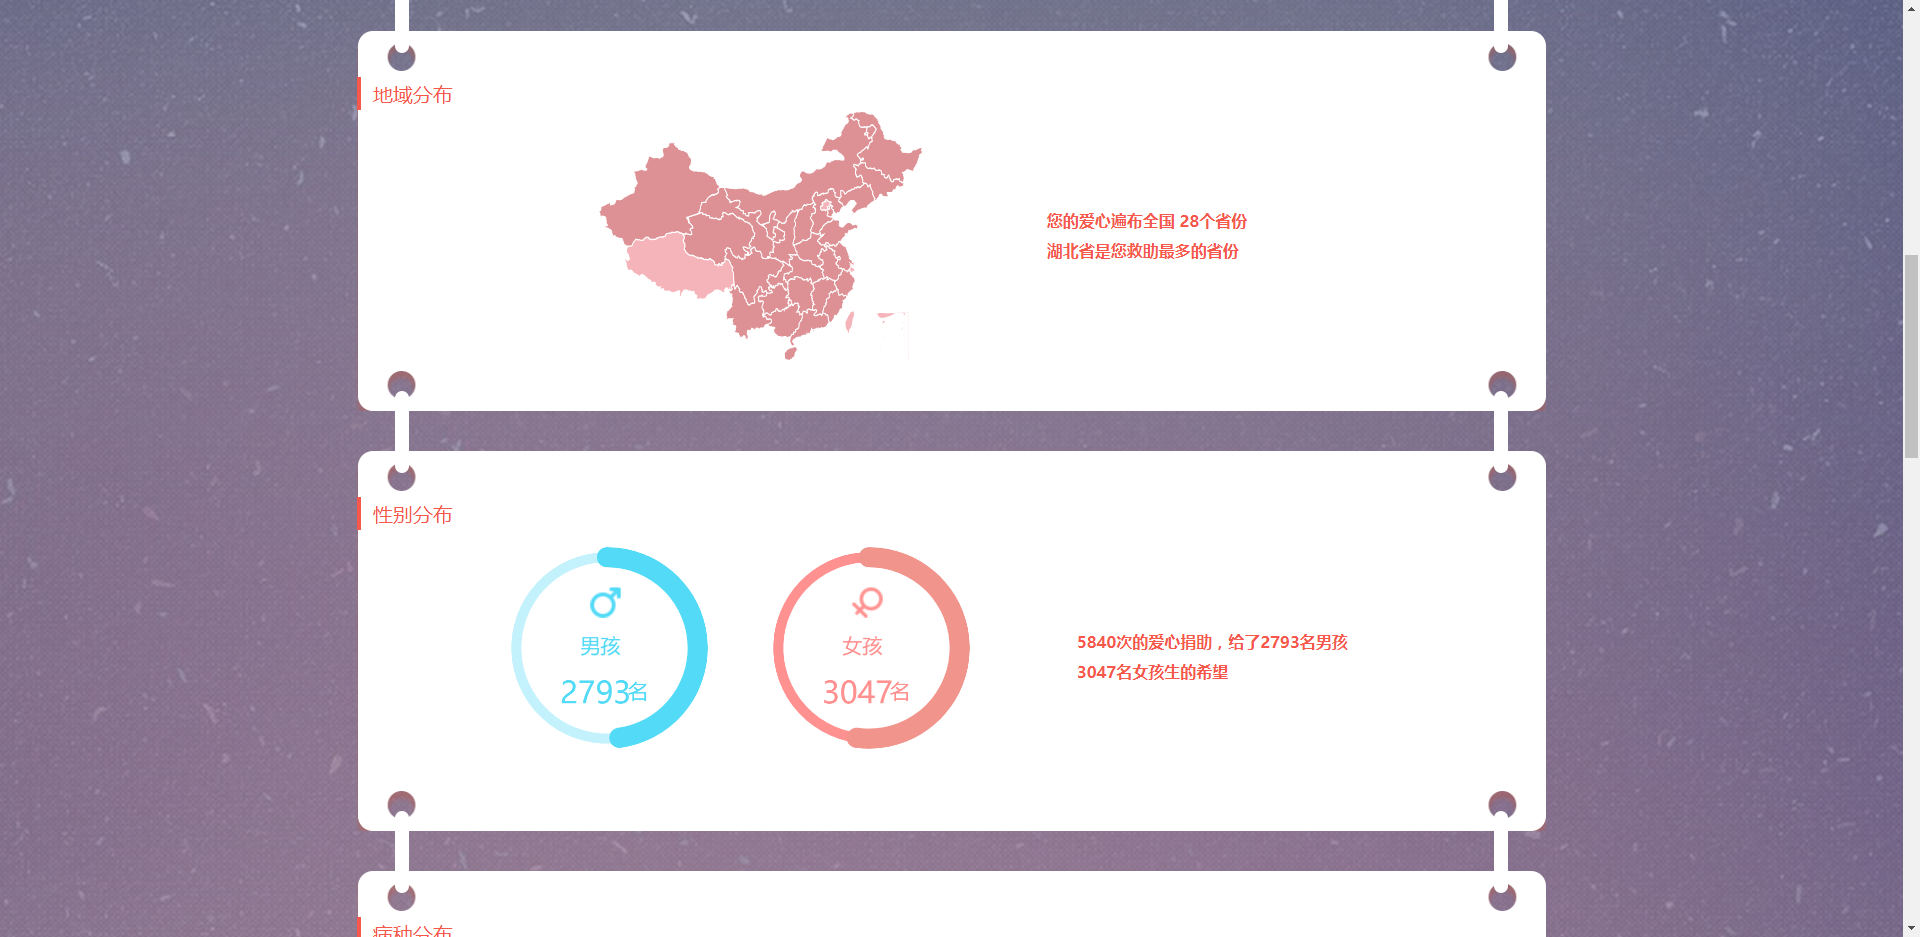 地域分布
您的爱心遍布全国 28个省份
湖北省是您救助最多的省份
性别分布
男孩
2793名
女孩
3047名
5840次的爱心捐助，给了2793名男孩
3047名女孩生的希望
病种分布